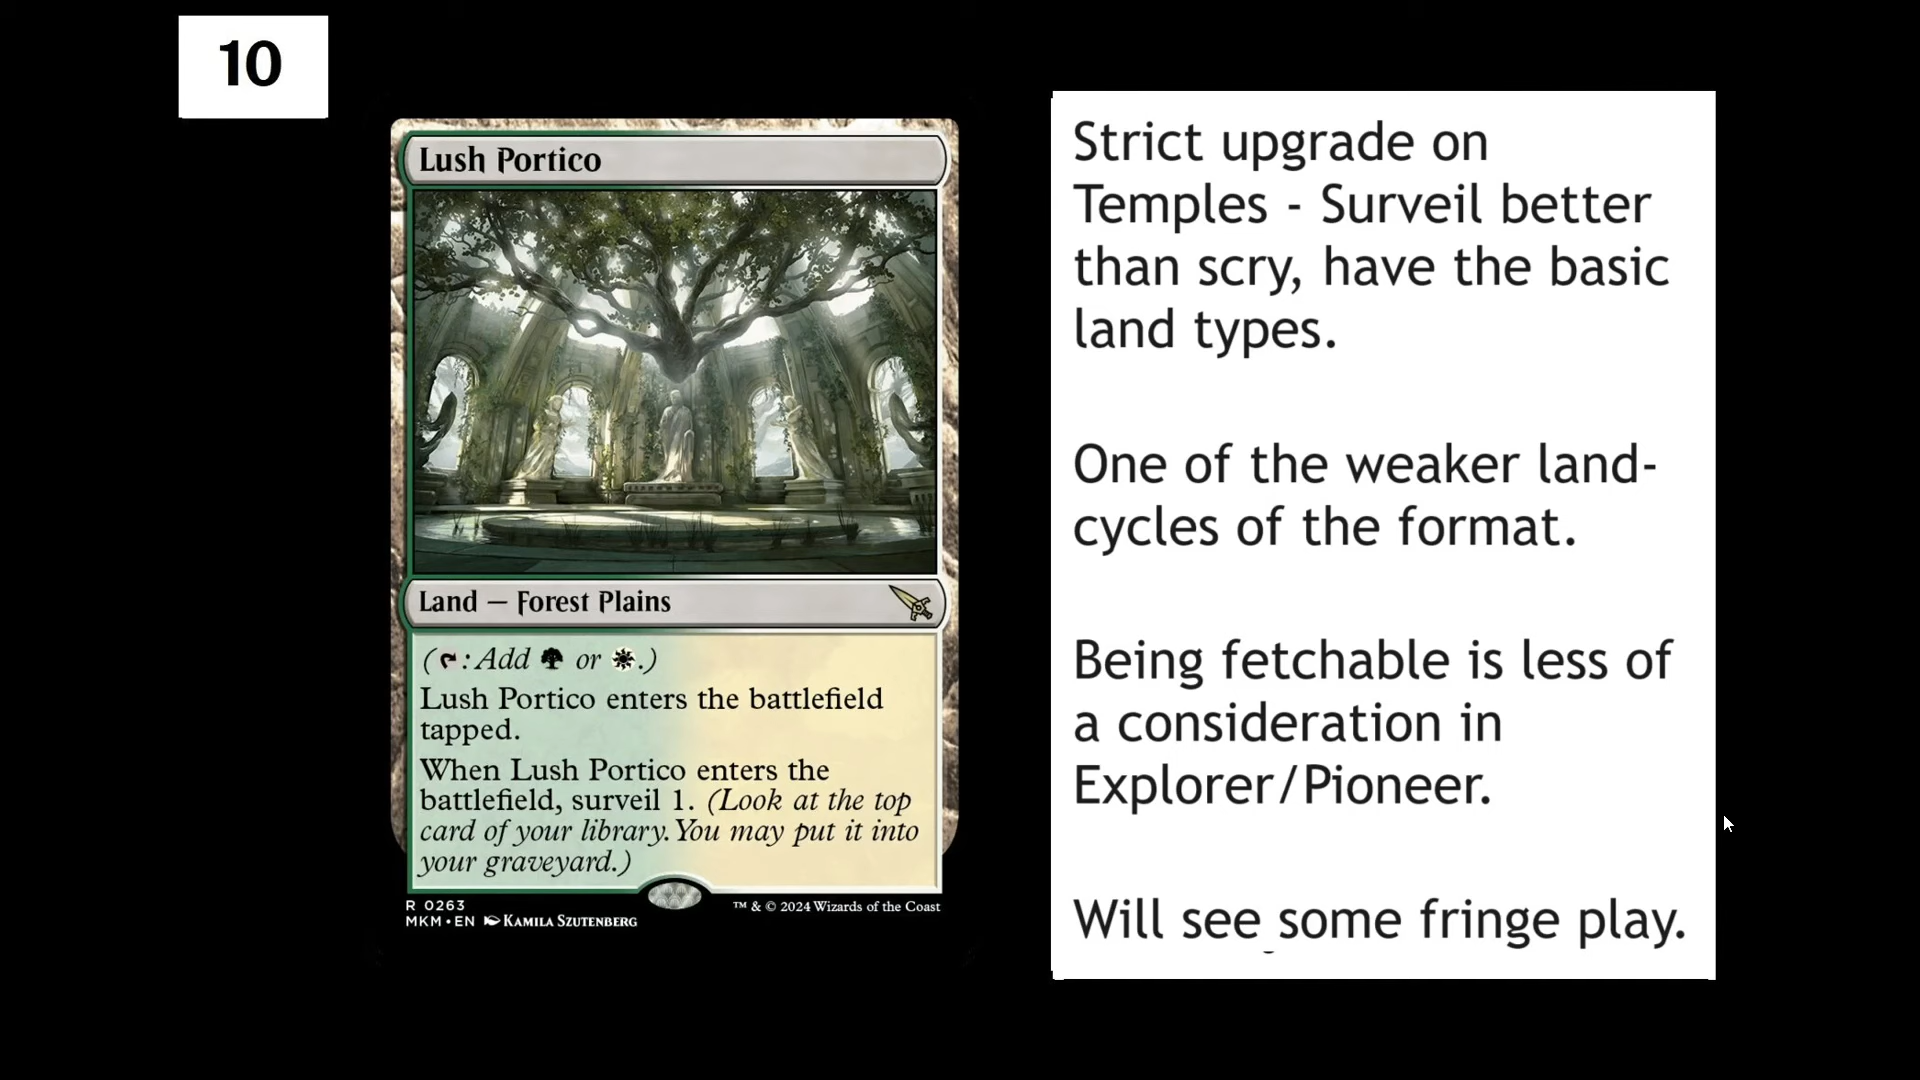 10
Lush Portico
Land — Forest Plains
( : Add or .)
Lush Portico enters the battlefield
tapped.
When Lush Portico enters the
battlefield, surveil 1. (Look at the top
card of your library. You may put it into
your graveyard.)
R 0263
MKM • EN KAMILA SZUTENBERG
™ & © 2024 Wizards of the Coast
Strict upgrade on
Temples - Surveil better
than scry, have the basic
land types.
One of the weaker land-
cycles of the format.
Being fetchable is less of
a consideration in
Explorer/Pioneer.
Will see some fringe play.